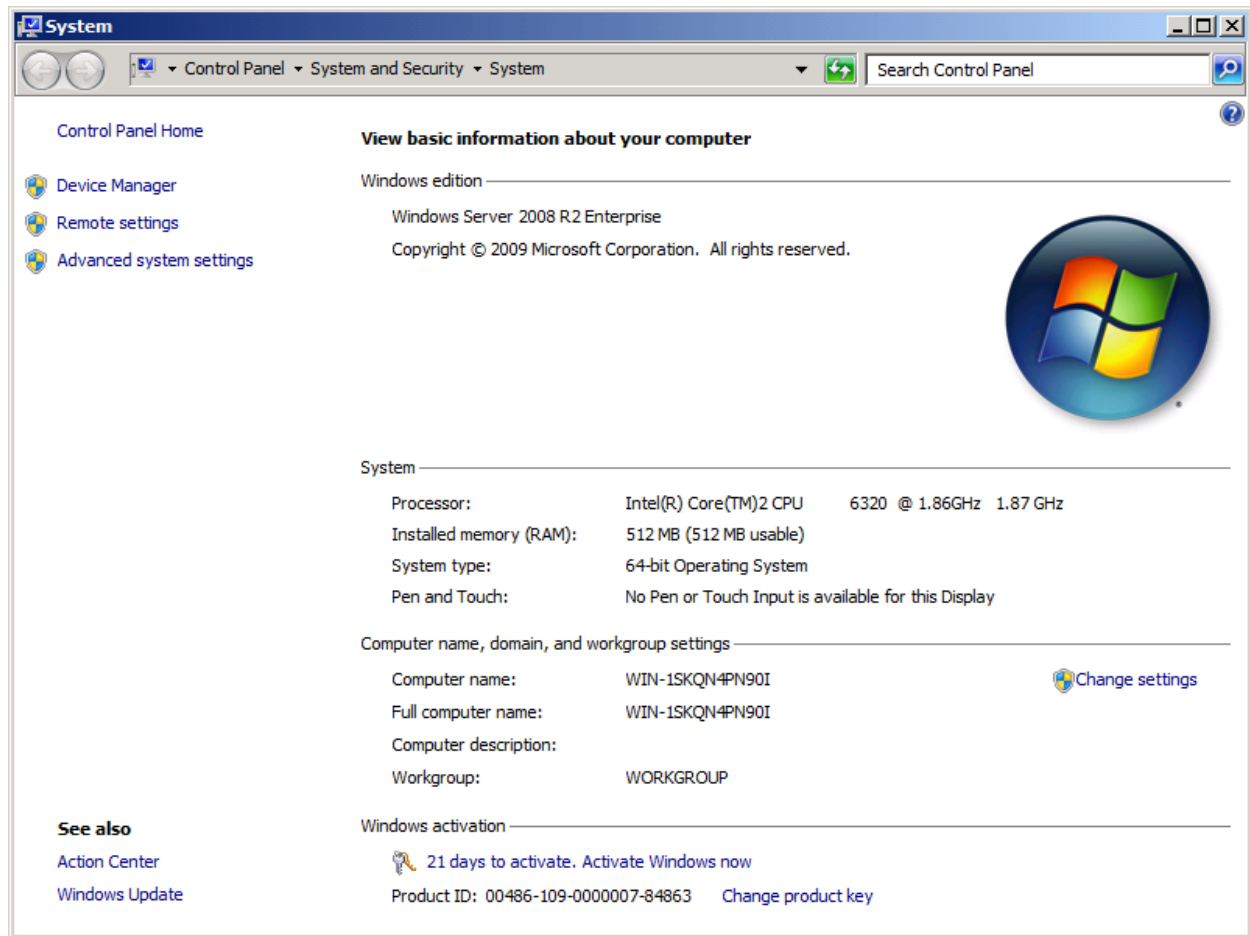 System
Control Panel System and Security System
Search Control Panel
Control Panel Home
Device Manager
Remote settings
Advanced system settings
View basic information about your computer
Windows edition
Windows Server 2008 R2 Enterprise
Copyright © 2009 Microsoft Corporation. All rights reserved.
System
Processor: Intel(R) Core(TM)2 CPU 6320 @ 1.86GHz 1.87 GHz
Installed memory (RAM): 512 MB (512 MB usable)
System type: 64-bit Operating System
Pen and Touch: No Pen or Touch Input is available for this Display
Computer name, domain, and workgroup settings
Computer name: WIN-1SKQN4PN90I
Change settings
Full computer name: WIN-1SKQN4PN90I
Computer description:
Workgroup: WORKGROUP
See also
Action Center
Windows Update
Windows activation
21 days to activate. Activate Windows now
Product ID: 00486-109-0000007-84863 Change product key